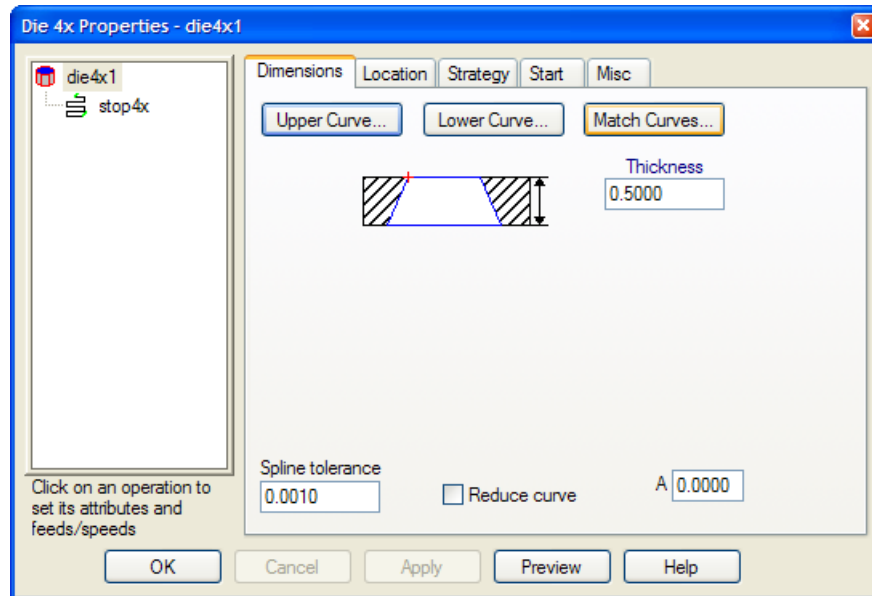 Die 4x Properties - die4x1
die4x1
stop4x
Click on an operation to
set its attributes and
feeds/speeds
Dimensions Location Strategy Start Misc
Upper Curve... Lower Curve... Match Curves...
Thickness
0.5000
Spline tolerance
0.0010
Reduce curve
A 0.0000
OK Cancel Apply Preview Help